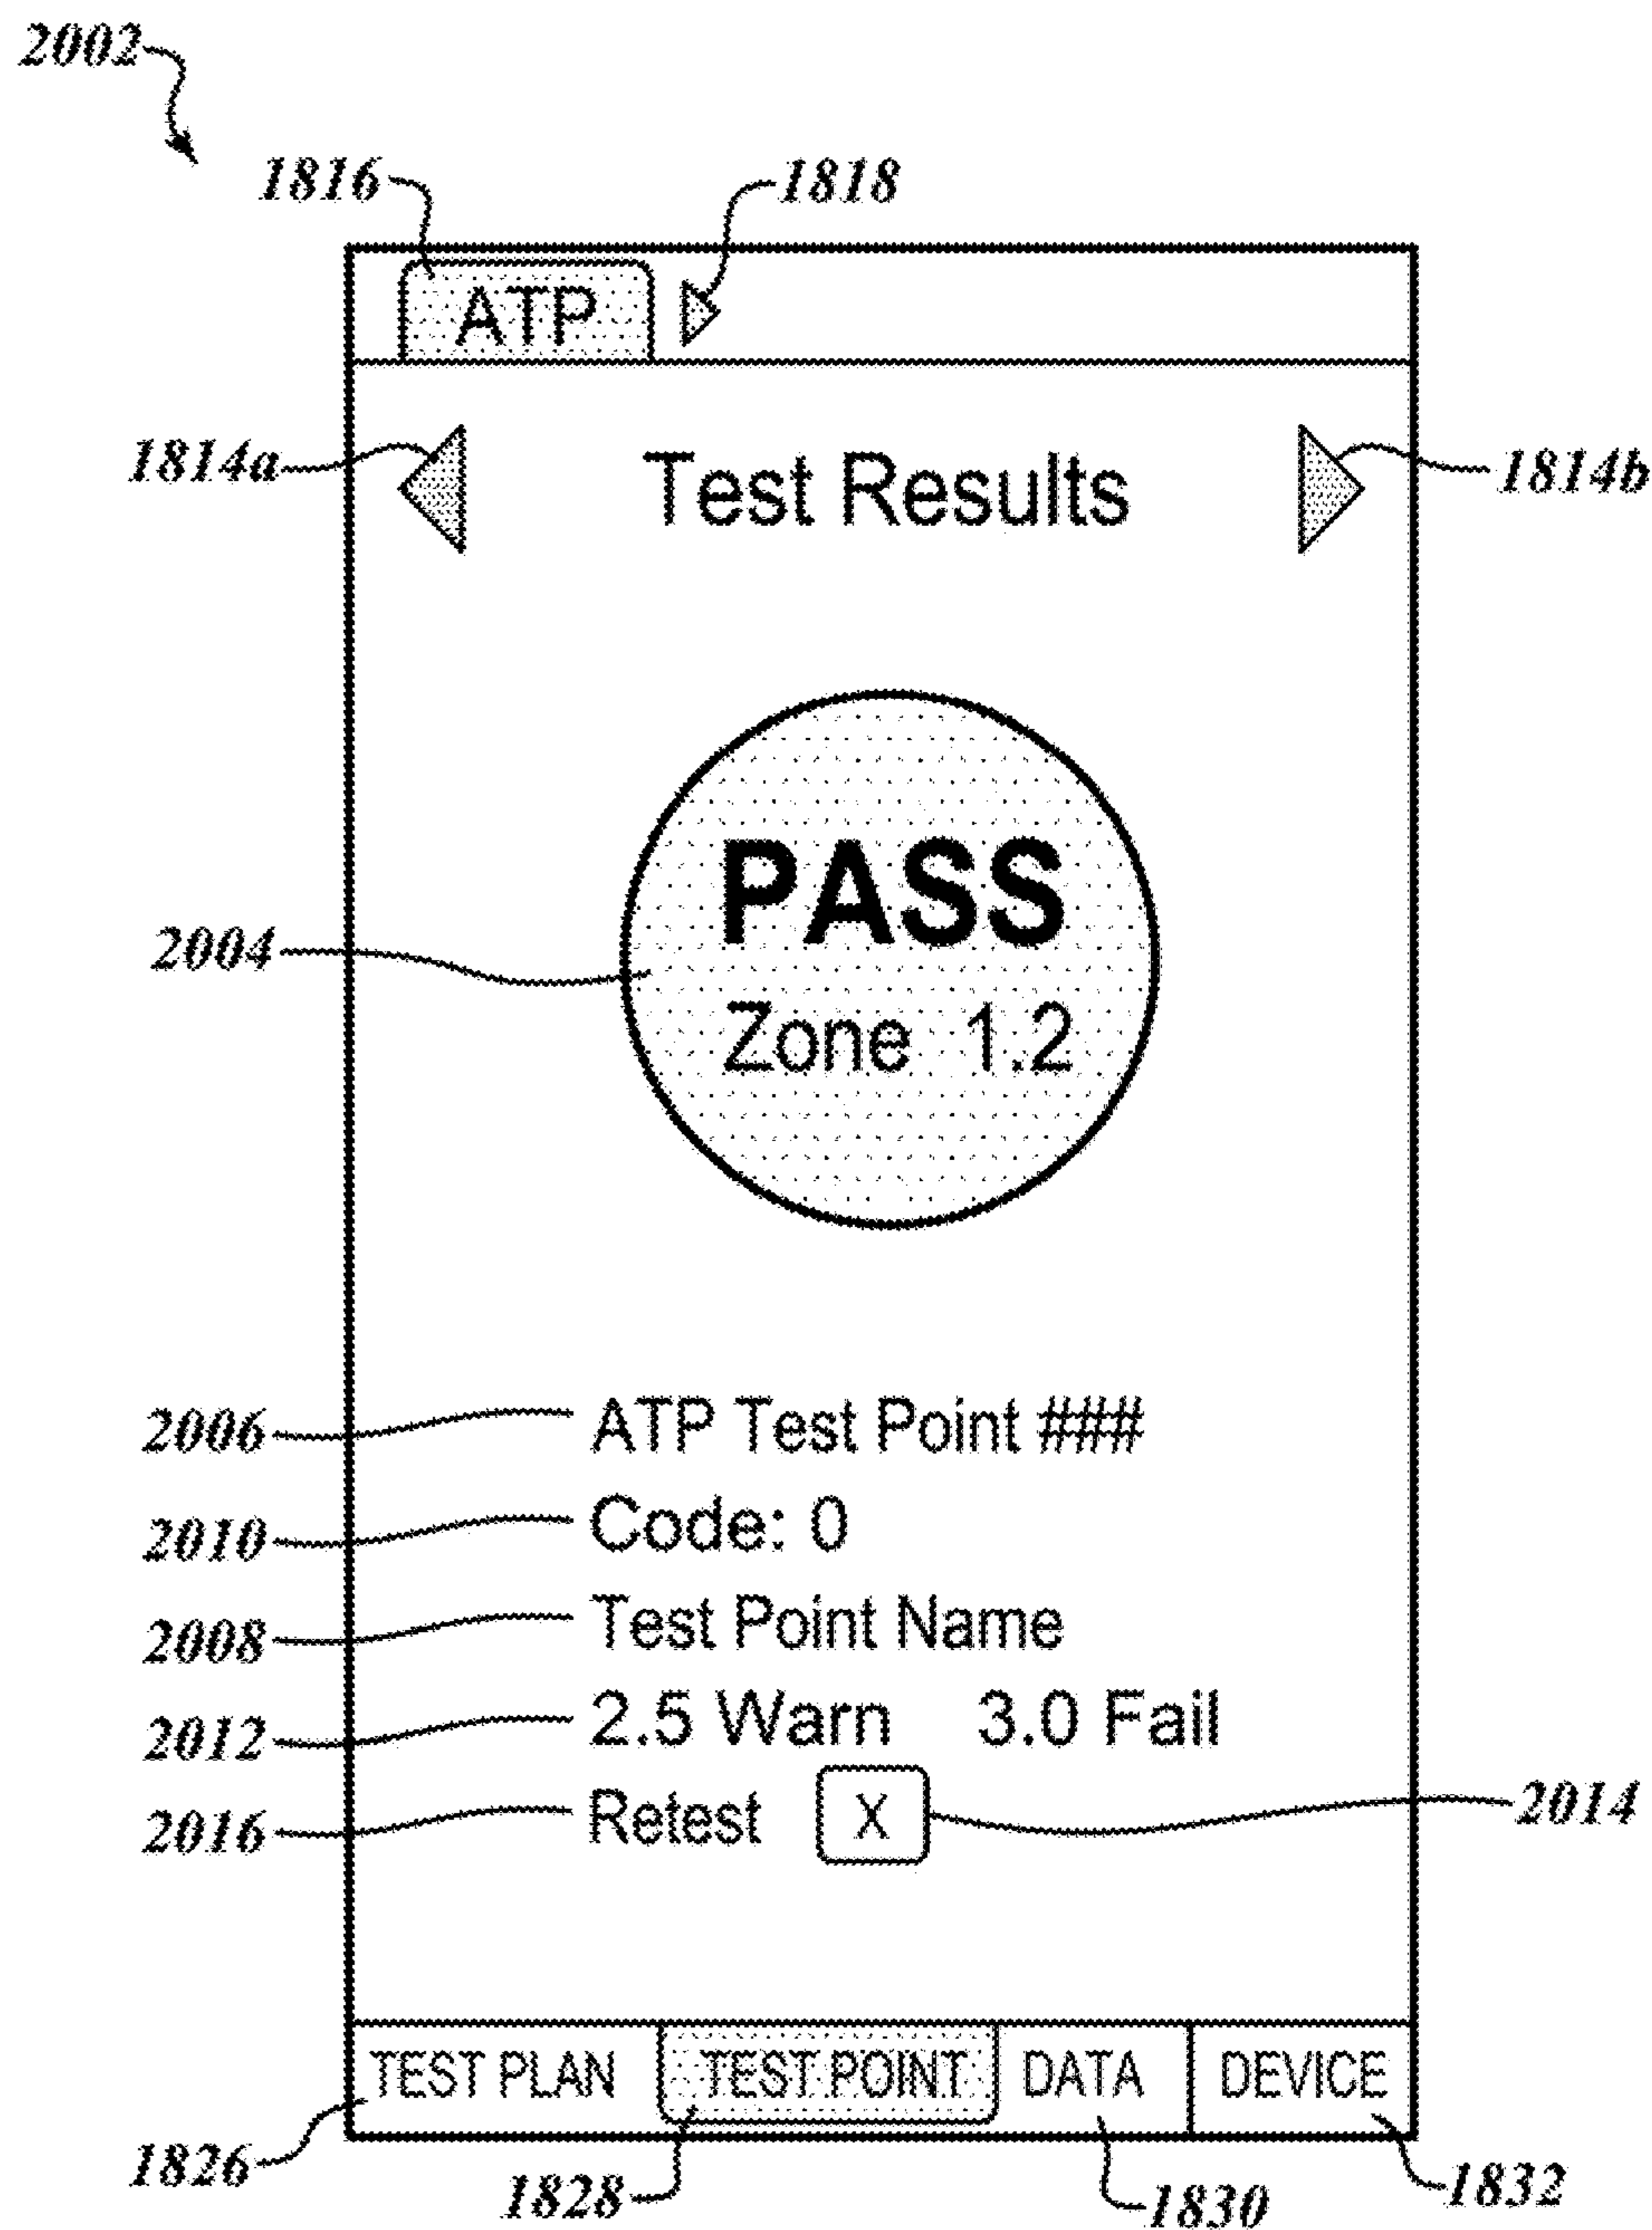 2002
1816 1818
ATP
1814a Test Results 1814b
PASS
2004
Zone 1.2
2006 ATP Test Point ###
2010 Code: 0
2008 Test Point Name
2012 2.5 Warn 3.0 Fail
2016 Retest X 2014
TEST PLAN TEST POINT DATA DEVICE
1826 1828 1830 1832